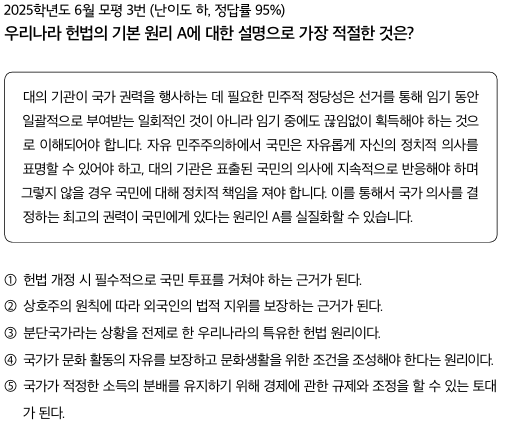 2025학년도 6월 모평 3번 (난이도 하, 정답률 95%)
우리나라 헌법의 기본 원리 A에 대한 설명으로 가장 적절한 것은?
대의 기관이 국가 권력을 행사하는 데 필요한 민주적 정당성은 선거를 통해 임기 동안
일괄적으로 부여받는 일회적인 것이 아니라 임기 중에도 끊임없이 획득해야 하는 것으
로 이해되어야 합니다. 자유 민주주의하에서 국민은 자유롭게 자신의 정치적 의사를
표명할 수 있어야 하고, 대의 기관은 표출된 국민의 의사에 지속적으로 반응해야 하며
그렇지 않을 경우 국민에 대해 정치적 책임을 져야 합니다. 이를 통해서 국가 의사를 결
정하는 최고의 권력이 국민에게 있다는 원리인 A를 실질화할 수 있습니다.
① 헌법 개정 시 필수적으로 국민 투표를 거쳐야 하는 근거가 된다.
② 상호주의 원칙에 따라 외국인의 법적 지위를 보장하는 근거가 된다.
③ 분단국가라는 상황을 전제로 한 우리나라의 특유한 헌법 원리이다.
④ 국가가 문화 활동의 자유를 보장하고 문화생활을 위한 조건을 조성해야 한다는 원리이다.
⑤ 국가가 적정한 소득의 분배를 유지하기 위해 경제에 관한 규제와 조정을 할 수 있는 토대
가 된다.